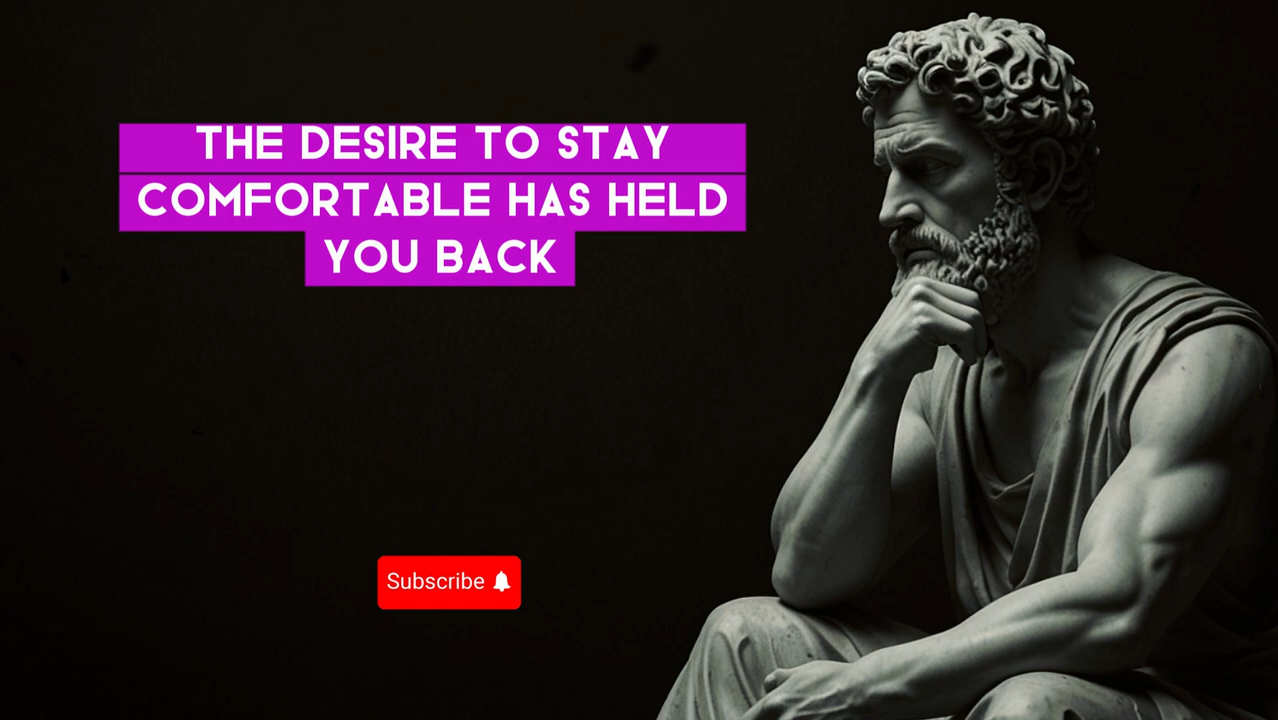 THE DESIRE TO STAY
COMFORTABLE HAS HELD
YOU BACK
Subscribe